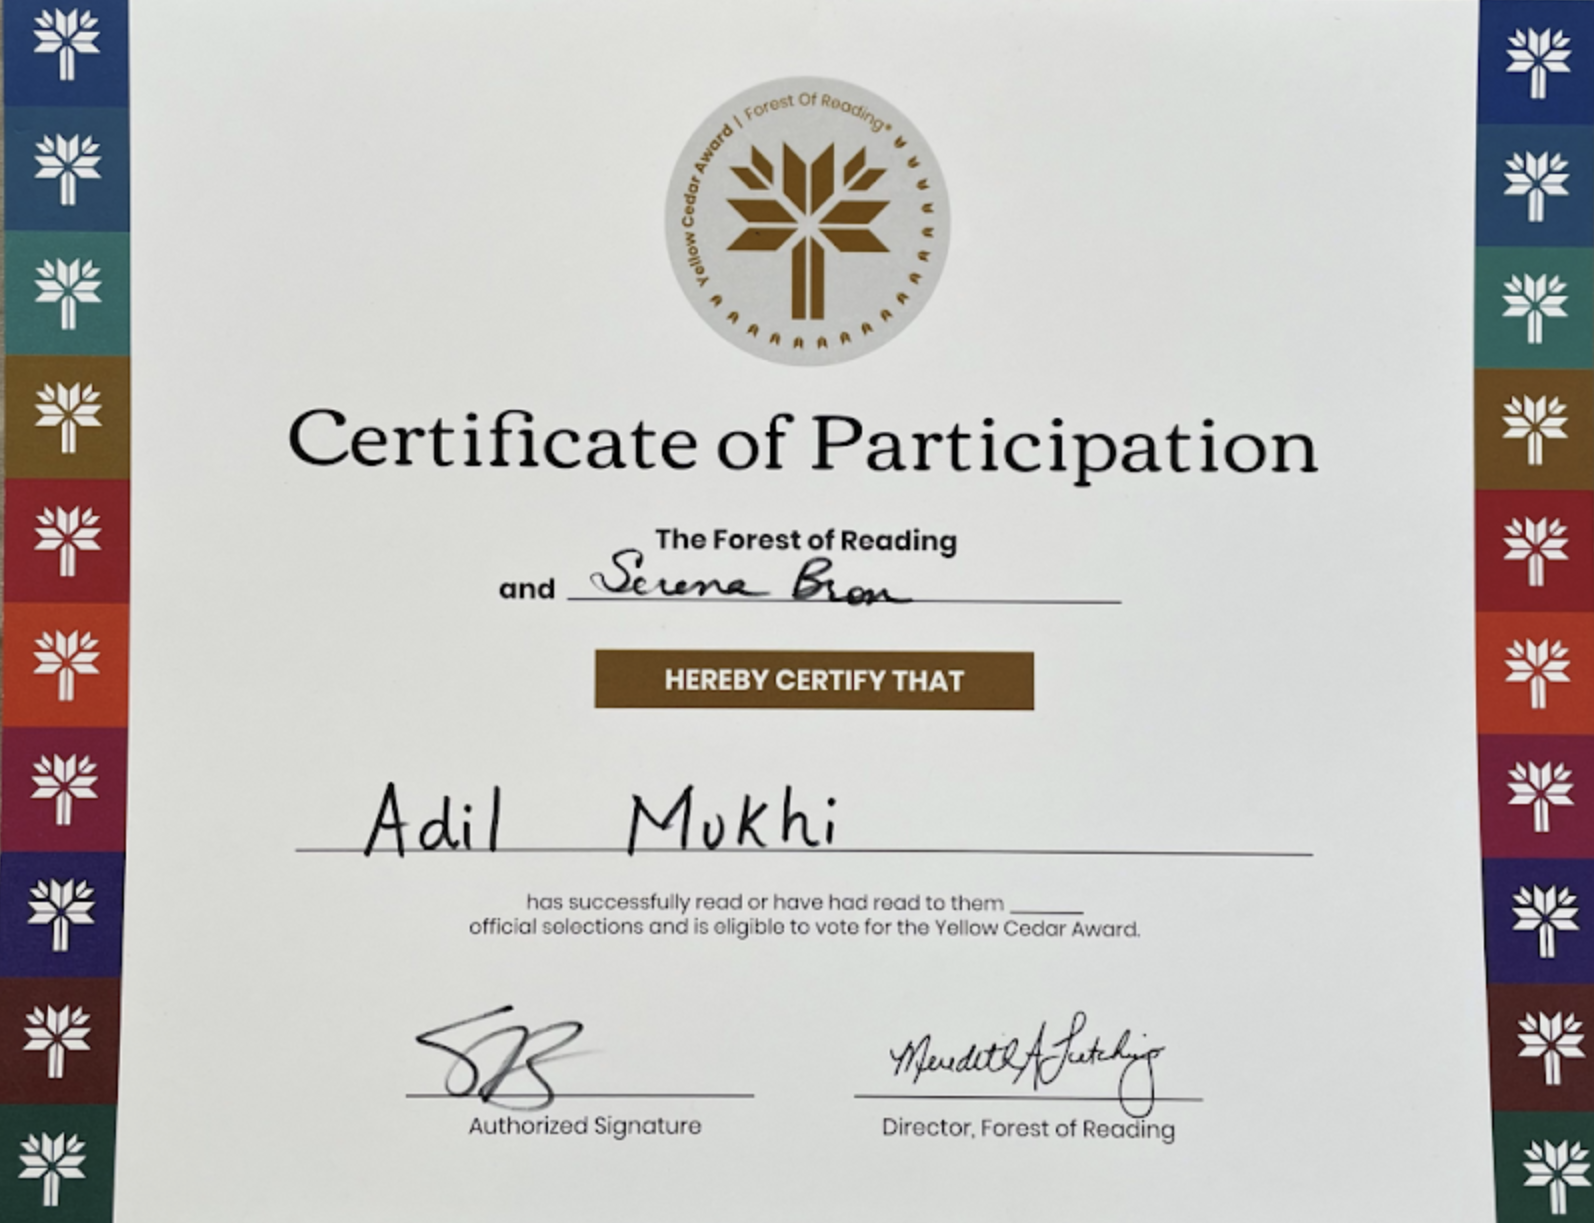 Yellow Cedar Award | Forest Of Reading®
Certificate of Participation
The Forest of Reading
and Serena Bron
HEREBY CERTIFY THAT
Adil Mukhi
has successfully read or have had read to them ______
official selections and is eligible to vote for the Yellow Cedar Award.
SB Meredith A Tutching
Authorized Signature Director, Forest of Reading